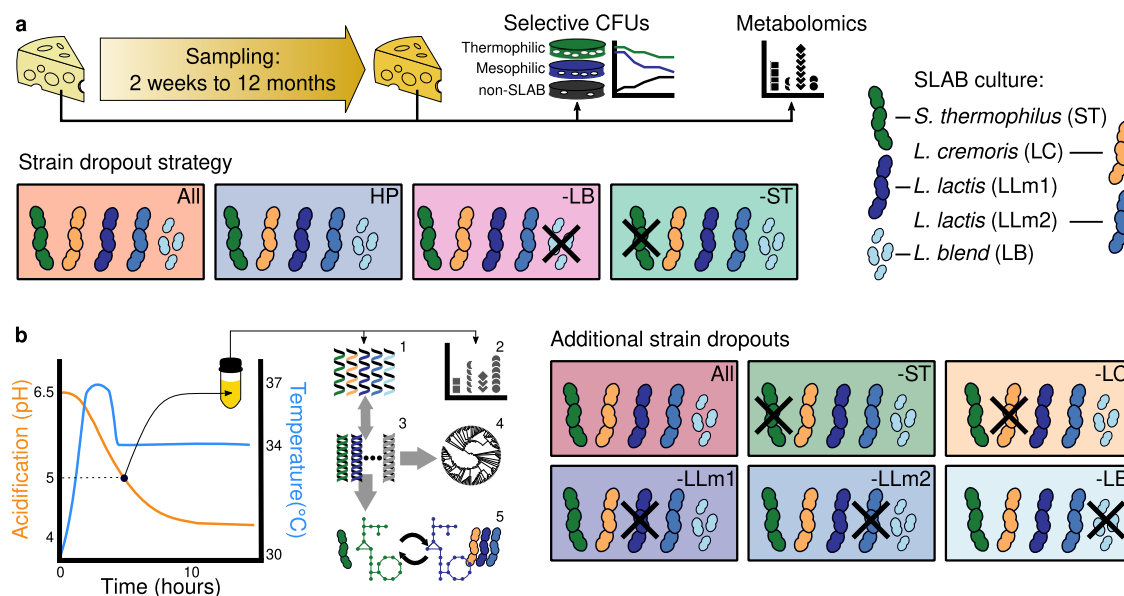 a
Sampling:
2 weeks to 12 months
Selective CFUs
Thermophilic
Mesophilic
non-SLAB
Metabolomics
SLAB culture:
S. thermophilus (ST)
L. cremoris (LC)
L. lactis (LLm1)
L. lactis (LLm2)
L. blend (LB)
Strain dropout strategy
All
HP
-LB
-ST
b
Acidification (pH)
6.5
5
4
0
10
Time (hours)
37
34
30
Temperature(°C)
1
2
3
4
5
Additional strain dropouts
All
-ST
-LC
-LLm1
-LLm2
-LB